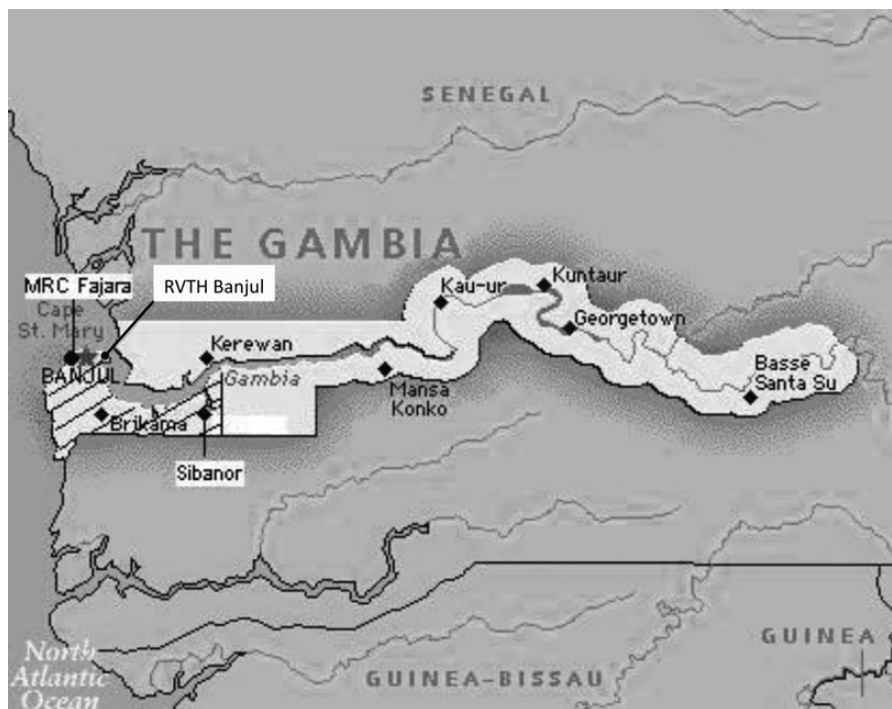 SENEGAL
THE GAMBIA
MRC Fajara
RVTH Banjul
Cape
St. Mary
BANJUL
Kau-ur
Kuntaur
Georgetown
Kerewan
Gambia
Mansa
Konko
Basse
Santa Su
Brikama
Sibanor
GUINEA
GUINEA-BISSAU
North
Atlantic
Ocean